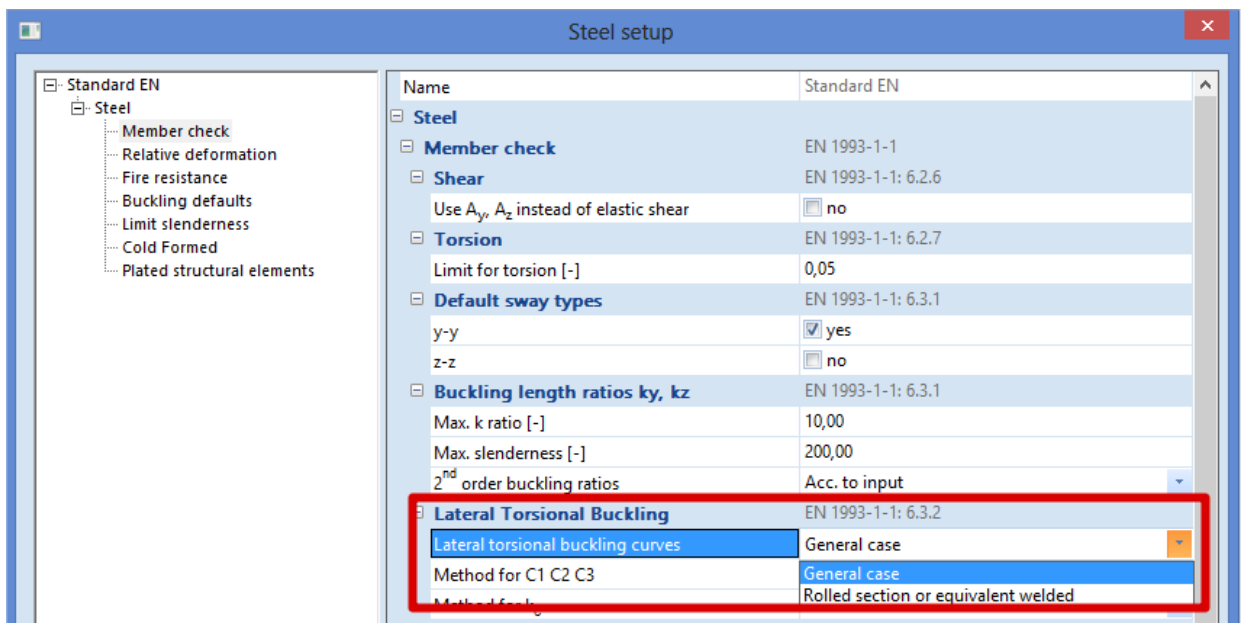 Steel setup
Standard EN
Steel
Member check
Relative deformation
Fire resistance
Buckling defaults
Limit slenderness
Cold Formed
Plated structural elements
Name Standard EN
Steel
Member check EN 1993-1-1
Shear EN 1993-1-1: 6.2.6
Use Ay, Az instead of elastic shear no
Torsion EN 1993-1-1: 6.2.7
Limit for torsion [-] 0,05
Default sway types EN 1993-1-1: 6.3.1
y-y yes
z-z no
Buckling length ratios ky, kz EN 1993-1-1: 6.3.1
Max. k ratio [-] 10,00
Max. slenderness [-] 200,00
2nd order buckling ratios Acc. to input
Lateral Torsional Buckling EN 1993-1-1: 6.3.2
Lateral torsional buckling curves General case
Method for C1 C2 C3 General case
Rolled section or equivalent welded